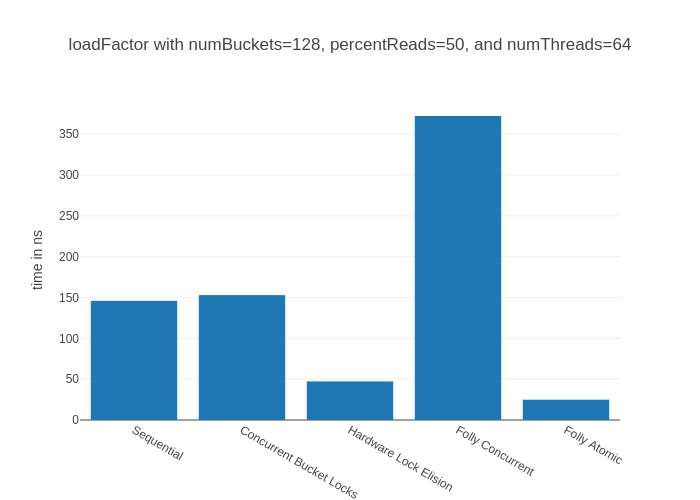 loadFactor with numBuckets=128, percentReads=50, and numThreads=64
time in ns
350
300
250
200
150
100
50
0
Sequential
Concurrent Bucket Locks
Hardware Lock Elision
Folly Concurrent
Folly Atomic